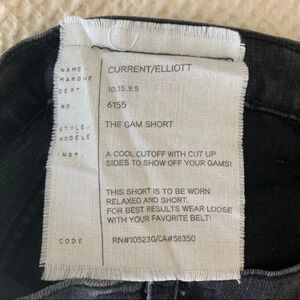 NAME/
MARQUE
CURRENT/ELLIOTT
DEPT.
10.15.9.5
NO.
6155
STYLE/
MODÈLE
THE GAM SHORT
INSP.
A COOL CUTOFF WITH CUT UP
SIDES TO SHOW OFF YOUR GAMS!
THIS SHORT IS TO BE WORN
RELAXED AND SHORT.
FOR BEST RESULTS WEAR LOOSE
WITH YOUR FAVORITE BELT!
CODE
RN#105230/CA#58350